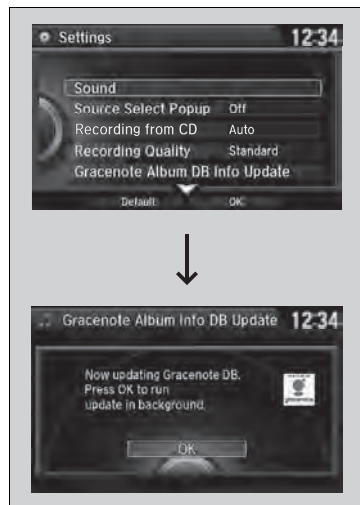 Settings 12:34
Sound
Source Select Popup Off
Recording from CD Auto
Recording Quality Standard
Gracenote Album DB Info Update
Default OK
Gracenote Album Info DB Update 12:34
Now updating Gracenote DB.
Press OK to run
update in background.
gracenote
OK